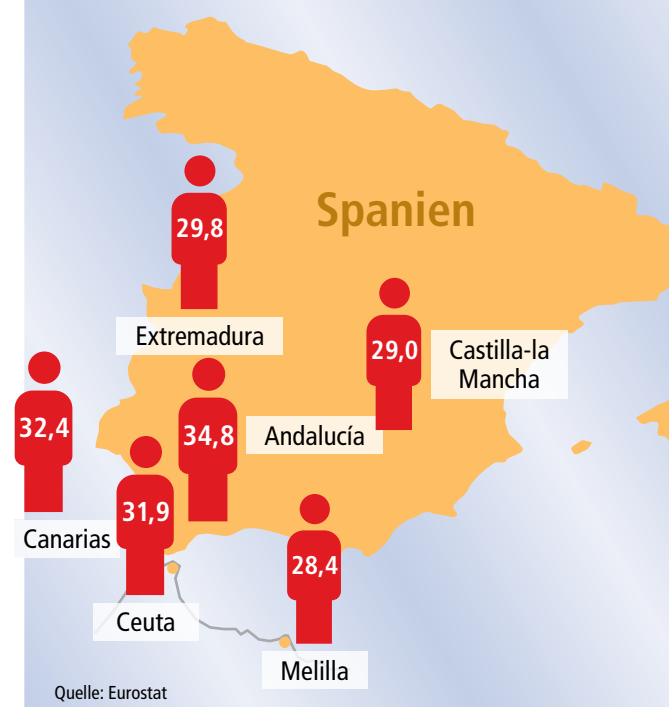 Spanien
29,8
Extremadura
29,0
Castilla-la
Mancha
32,4
Canarias
34,8
Andalucía
31,9
Ceuta
28,4
Melilla
Quelle: Eurostat